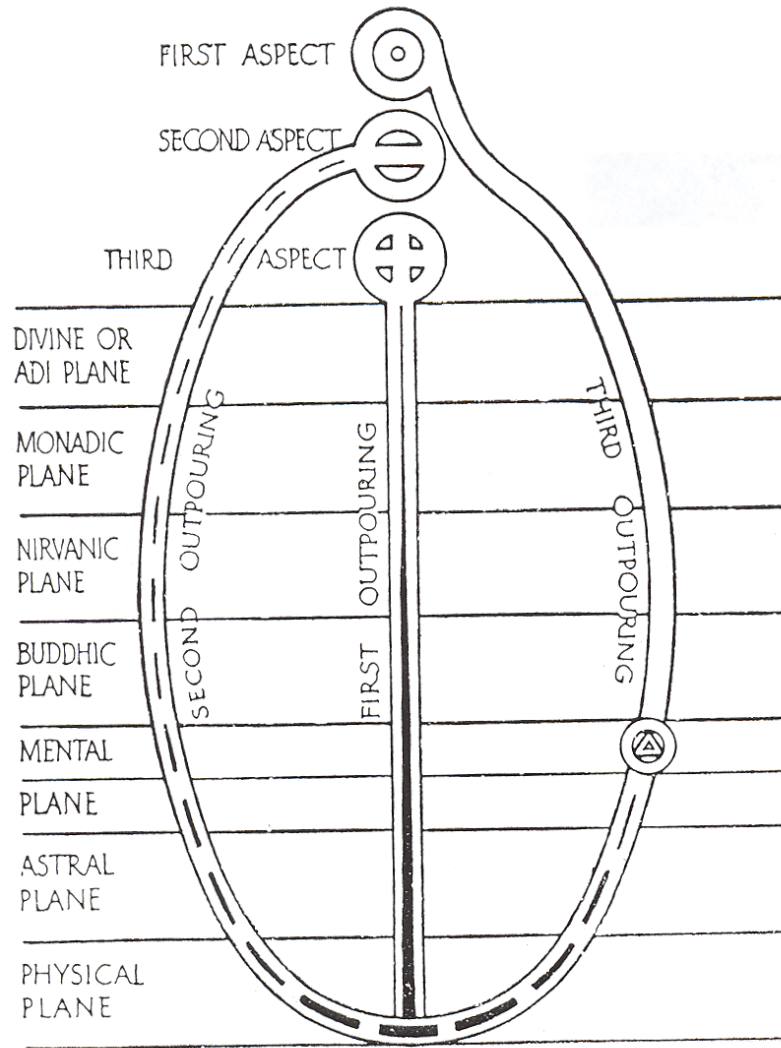 FIRST ASPECT
SECOND ASPECT
THIRD ASPECT
DIVINE OR
ADI PLANE
MONADIC
PLANE
NIRVANIC
PLANE
BUDDHIC
PLANE
MENTAL
PLANE
ASTRAL
PLANE
PHYSICAL
PLANE
SECOND OUTPOURING
FIRST OUTPOURING
THIRD OUTPOURING